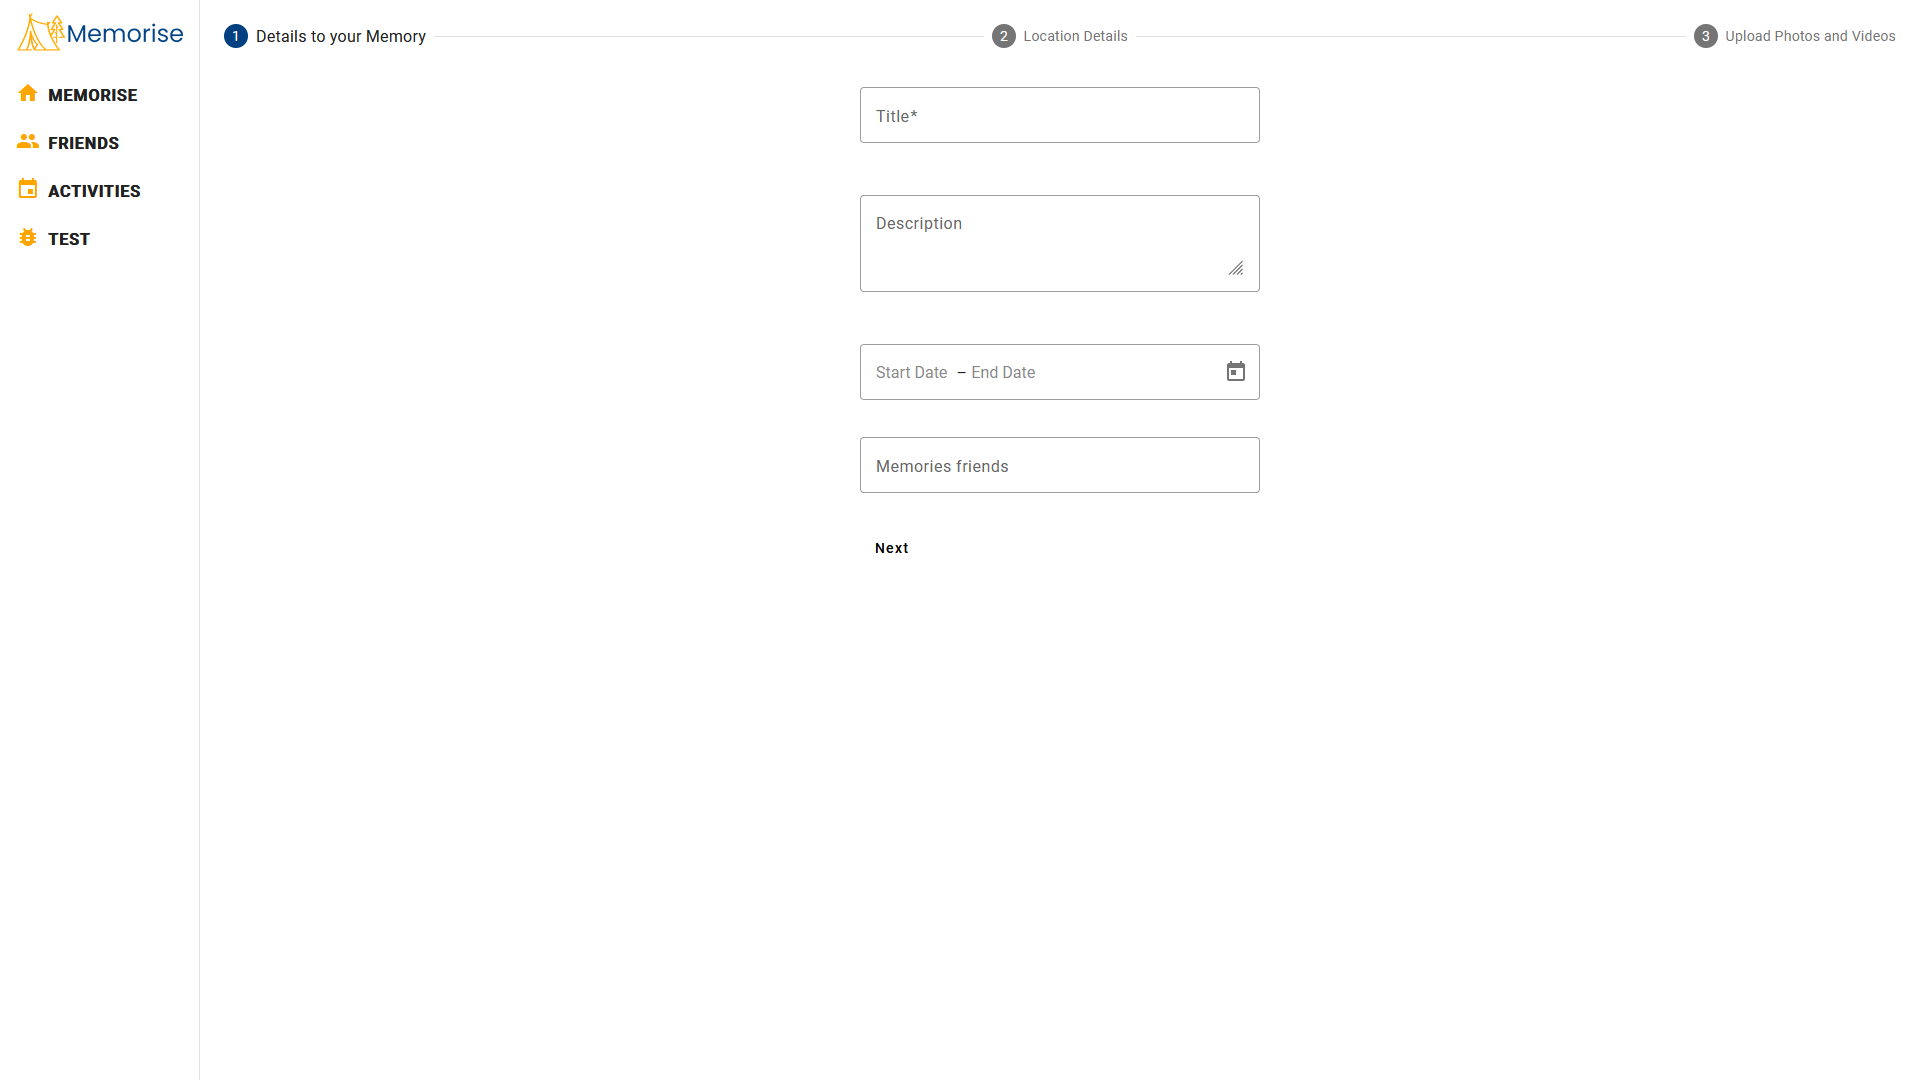 Memorise
MEMORISE
FRIENDS
ACTIVITIES
TEST
1 Details to your Memory
2 Location Details
3 Upload Photos and Videos
Title*
Description
Start Date – End Date
Memories friends
Next